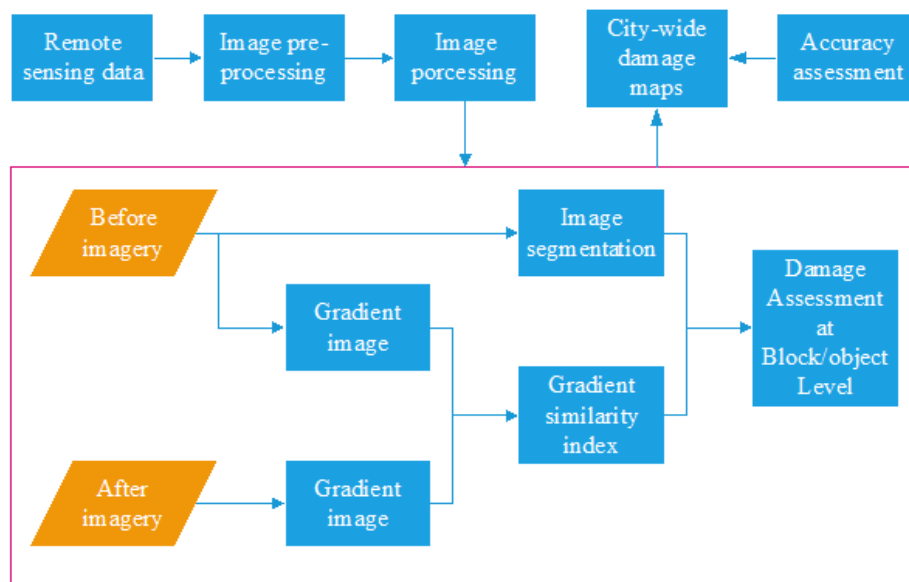 Remote
sensing data
Image pre-
processing
Image
porcessing
City-wide
damage
maps
Accuracy
assessment
Before
imagery
Image
segmentation
Damage
Assessment
at
Block/object
Level
Gradient
image
Gradient
similarity
index
After
imagery
Gradient
image